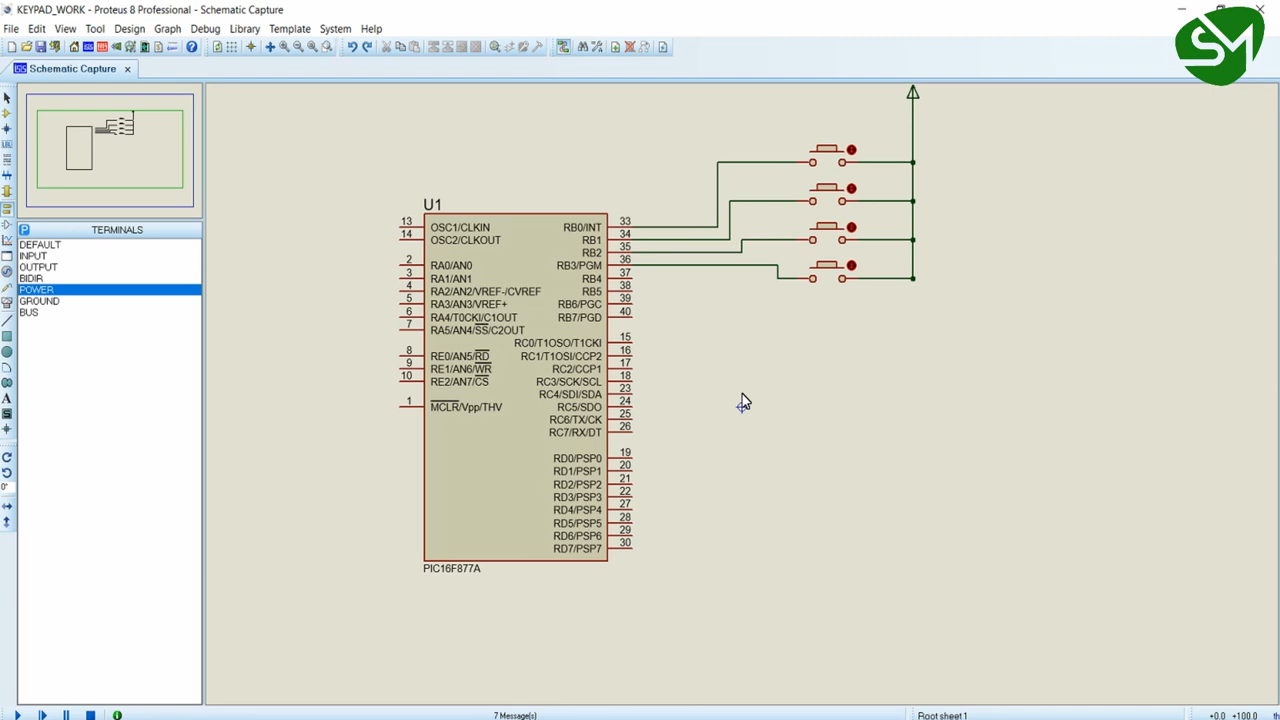 KEYPAD_WORK - Proteus 8 Professional - Schematic Capture
File Edit View Tool Design Graph Debug Library Template System Help
SM
Schematic Capture
TERMINALS
DEFAULT
INPUT
OUTPUT
BIDIR
POWER
GROUND
BUS
U1
13 OSC1/CLKIN RB0/INT 33
14 OSC2/CLKOUT RB1 34
RB2 35
2 RA0/AN0 RB3/PGM 36
3 RA1/AN1 RB4 37
4 RA2/AN2/VREF-/CVREF RB5 38
5 RA3/AN3/VREF+ RB6/PGC 39
6 RA4/T0CKI/C1OUT RB7/PGD 40
7 RA5/AN4/SS/C2OUT
RC0/T1OSO/T1CKI 15
8 RE0/AN5/RD RC1/T1OSI/CCP2 16
9 RE1/AN6/WR RC2/CCP1 17
10 RE2/AN7/CS RC3/SCK/SCL 18
RC4/SDI/SDA 23
1 MCLR/Vpp/THV RC5/SDO 24
RC6/TX/CK 25
RC7/RX/DT 26
RD0/PSP0 19
RD1/PSP1 20
RD2/PSP2 21
RD3/PSP3 22
RD4/PSP4 27
RD5/PSP5 28
RD6/PSP6 29
RD7/PSP7 30
PIC16F877A
7 Message(s)
Root sheet 1
+0.0 +100.0